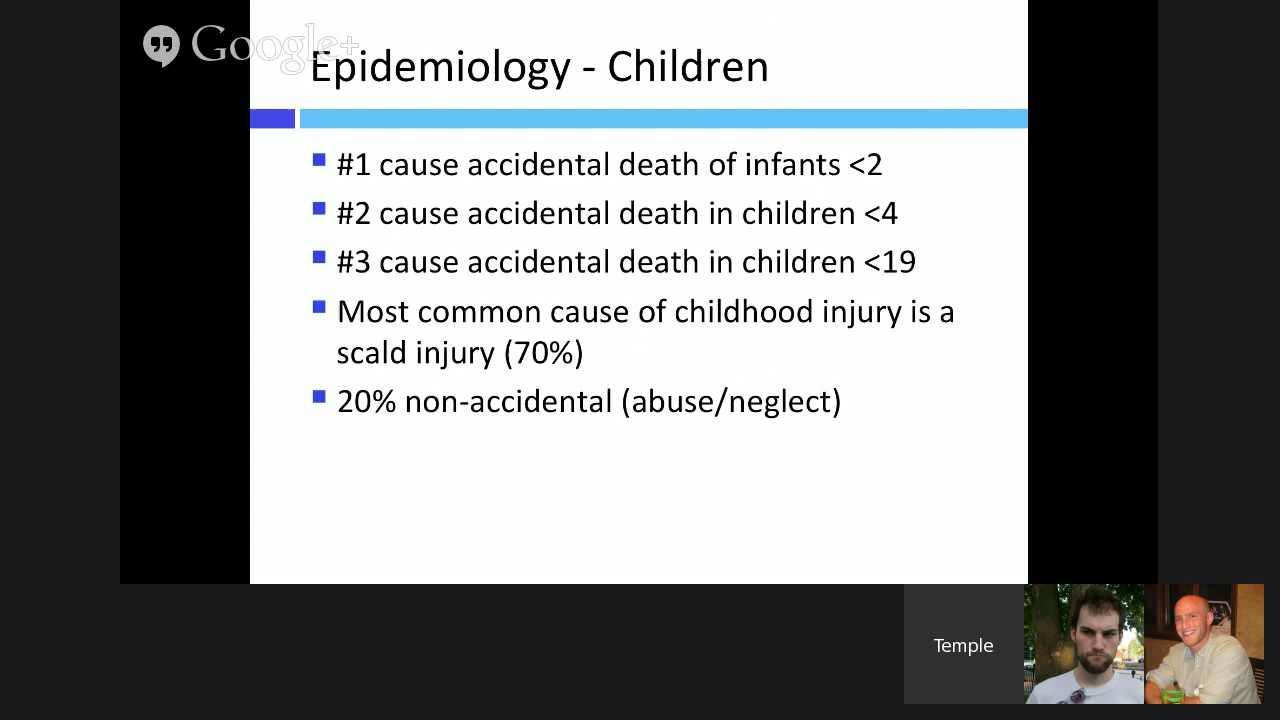 Google+
Epidemiology - Children
#1 cause accidental death of infants <2
#2 cause accidental death in children <4
#3 cause accidental death in children <19
Most common cause of childhood injury is a
scald injury (70%)
20% non-accidental (abuse/neglect)
Temple